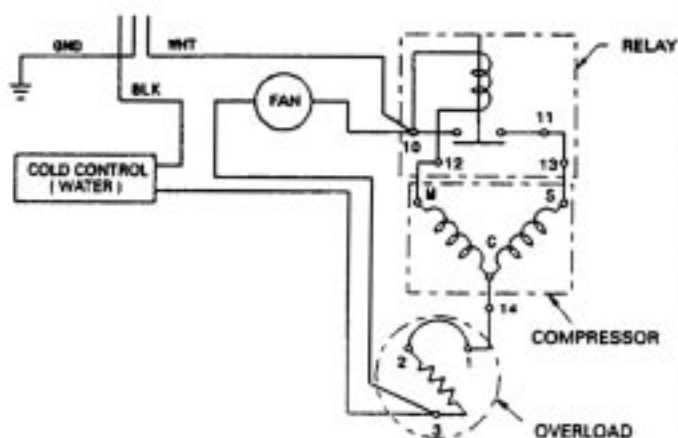 GND
WHT
RELAY
BLK
FAN
11
10
12
13
COLD CONTROL
( WATER )
M
S
C
14
COMPRESSOR
2
1
3
OVERLOAD